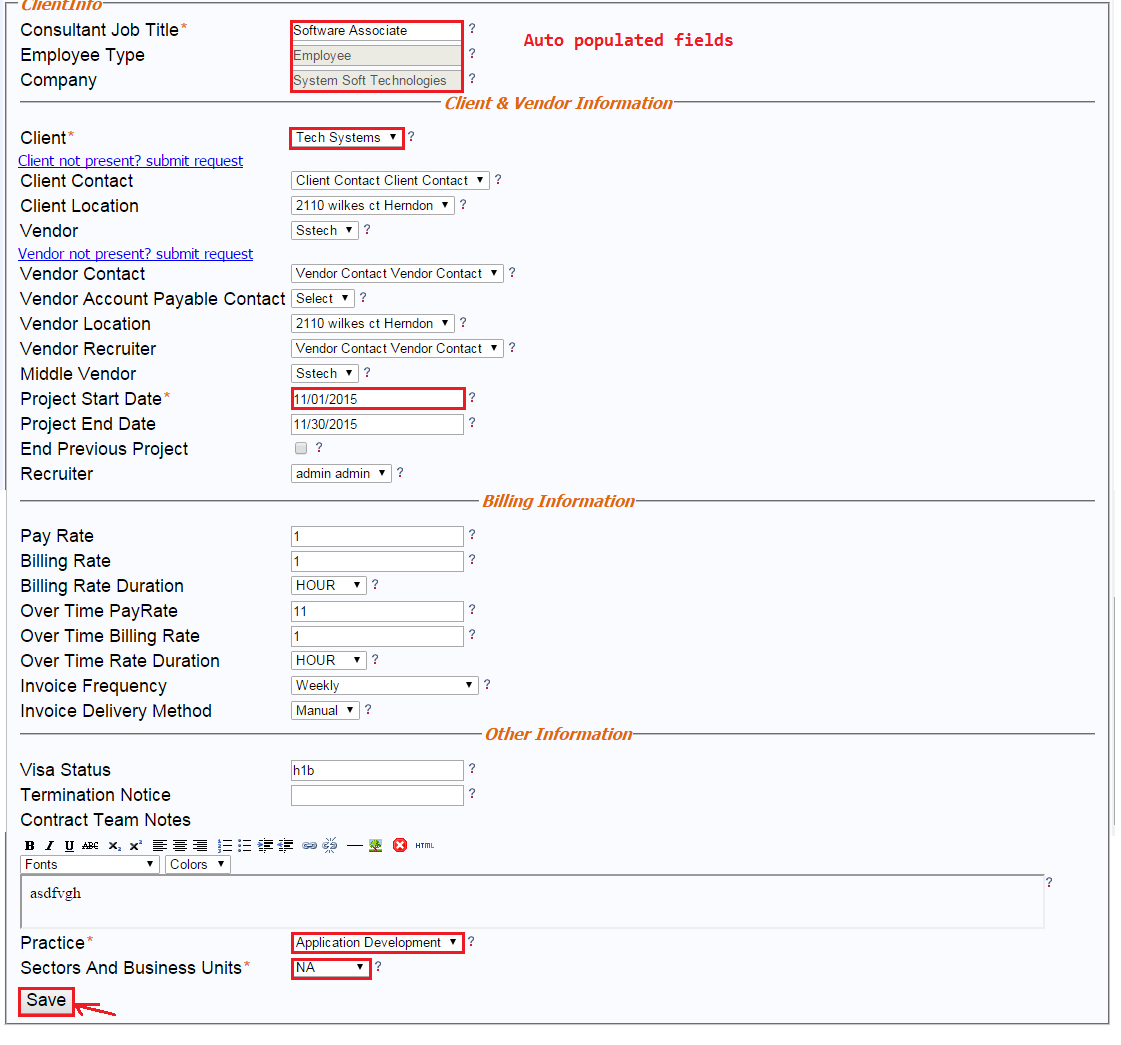 ClientInfo
Consultant Job Title* Software Associate ? Auto populated fields
Employee Type Employee ?
Company System Soft Technologies ?
Client & Vendor Information
Client* Tech Systems ?
Client not present? submit request
Client Contact Client Contact Client Contact ?
Client Location 2110 wilkes ct Herndon ?
Vendor Sstech ?
Vendor not present? submit request
Vendor Contact Vendor Contact Vendor Contact ?
Vendor Account Payable Contact Select ?
Vendor Location 2110 wilkes ct Herndon ?
Vendor Recruiter Vendor Contact Vendor Contact ?
Middle Vendor Sstech ?
Project Start Date* 11/01/2015 ?
Project End Date 11/30/2015 ?
End Previous Project ?
Recruiter admin admin ?
Billing Information
Pay Rate 1 ?
Billing Rate 1 ?
Billing Rate Duration HOUR ?
Over Time PayRate 11 ?
Over Time Billing Rate 1 ?
Over Time Rate Duration HOUR ?
Invoice Frequency Weekly ?
Invoice Delivery Method Manual ?
Other Information
Visa Status h1b ?
Termination Notice ?
Contract Team Notes
B I U ABC X₂ X² HTML
Fonts Colors
asdfvgh ?
Practice* Application Development ?
Sectors And Business Units* NA ?
Save